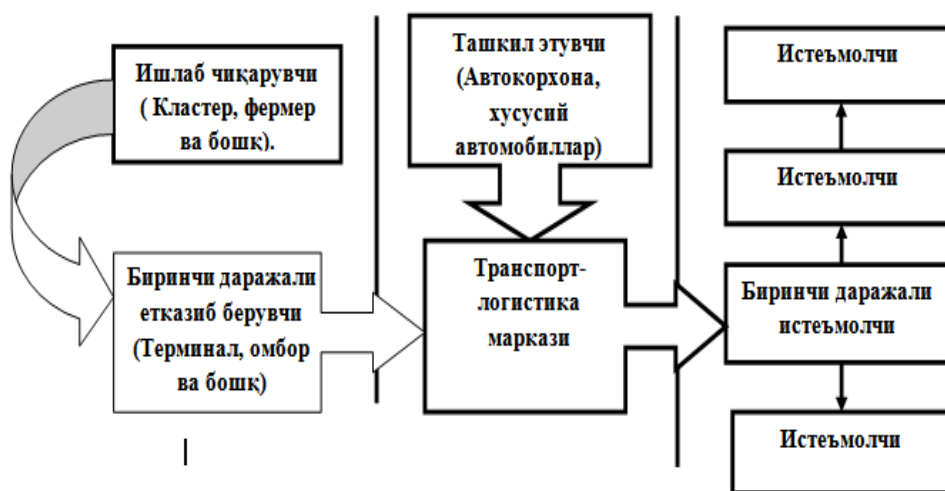 Ишлаб чиқарувчи
( Кластер, фермер
ва бошқ).
Биринчи даражали
етказиб берувчи
(Терминал, омбор
ва бошқ)
Ташкил этувчи
(Автокорхона,
хусусий
автомобиллар)
Транспорт-
логистика
маркази
Истеъмолчи
Истеъмолчи
Биринчи даражали
истеъмолчи
Истеъмолчи